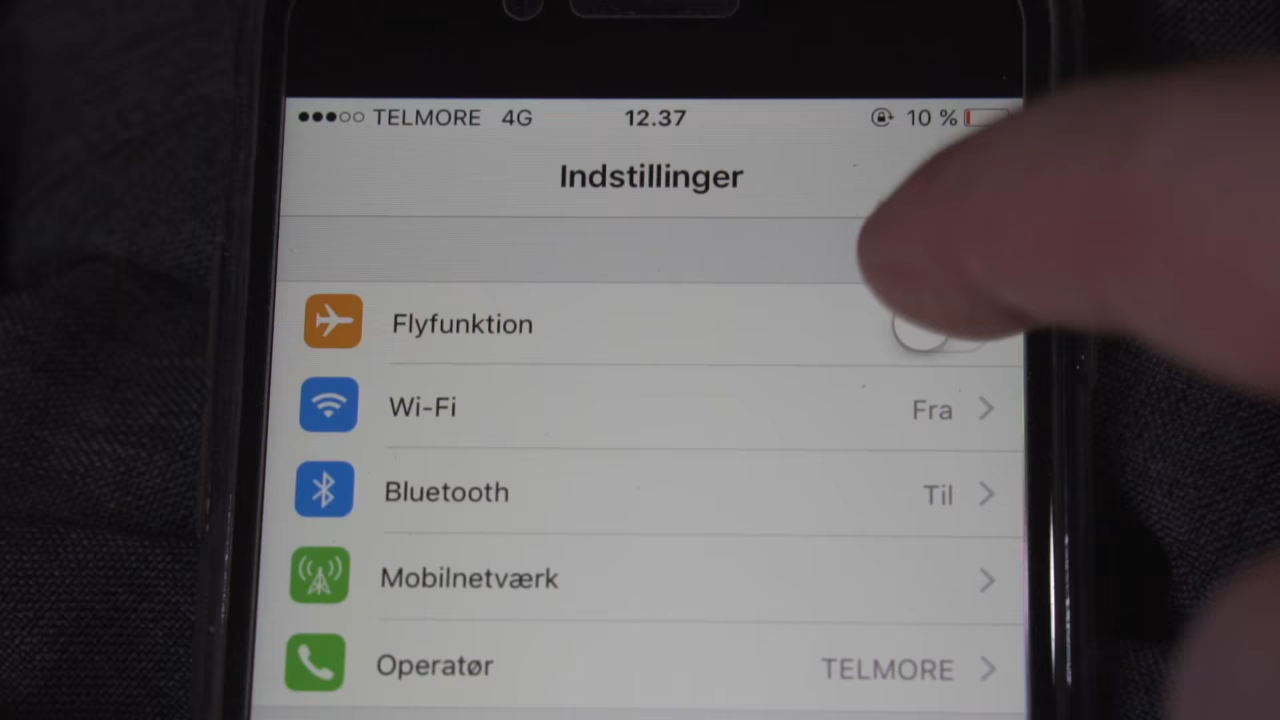 ●●●○○ TELMORE 4G 12.37 10 %
Indstillinger
Flyfunktion
Wi-Fi Fra
Bluetooth Til
Mobilnetværk
Operatør TELMORE